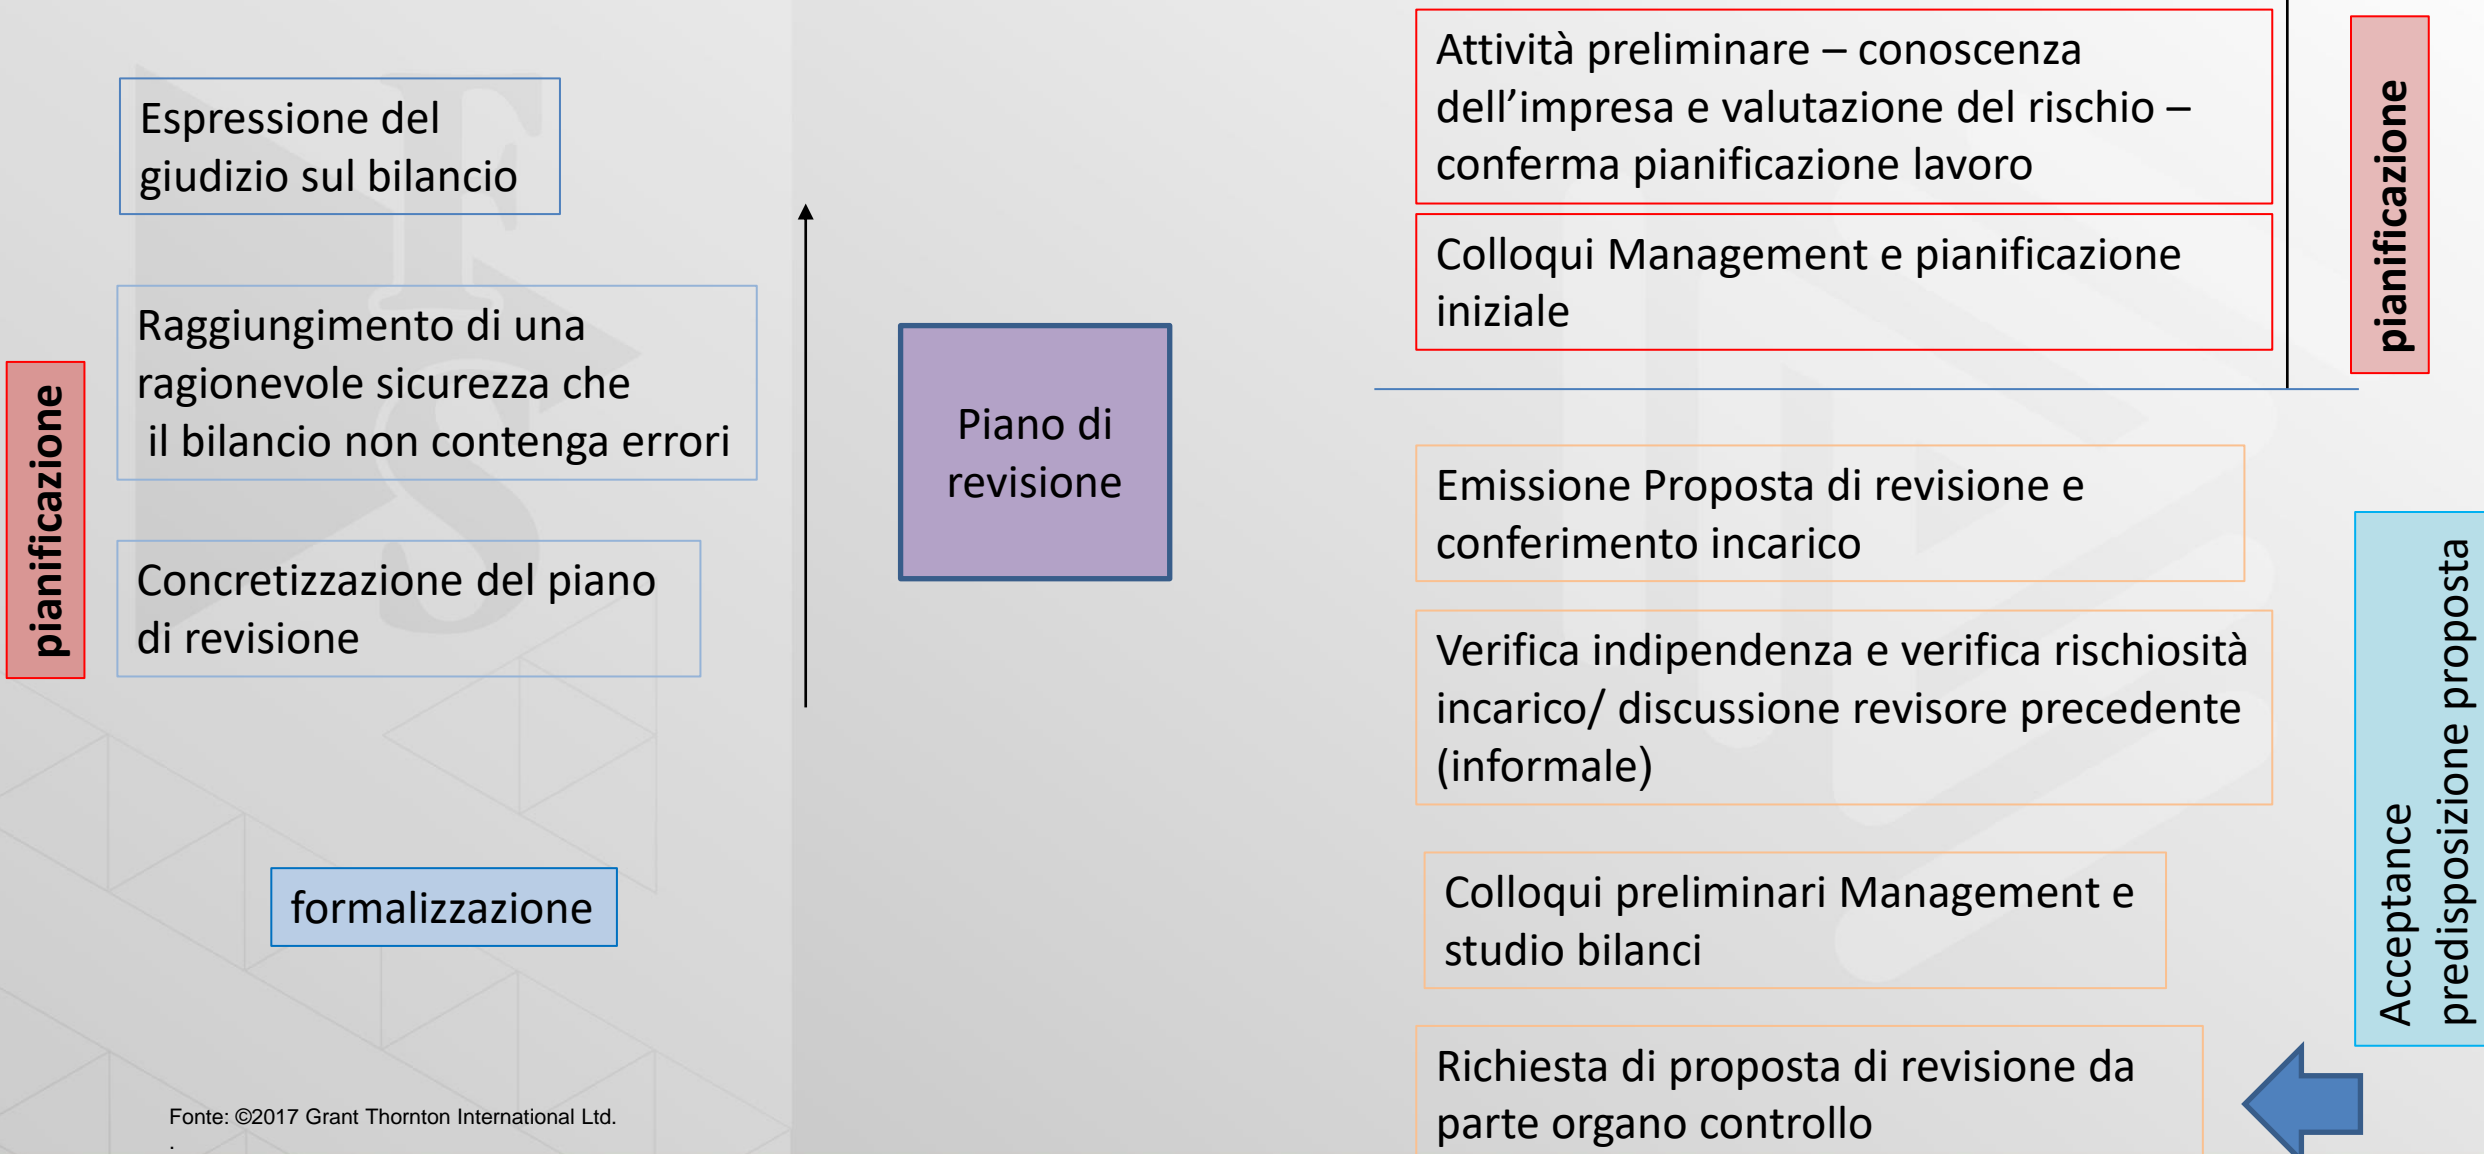 Espressione del
giudizio sul bilancio
Raggiungimento di una
ragionevole sicurezza che
il bilancio non contenga errori
Concretizzazione del piano
di revisione
pianificazione
formalizzazione
Fonte: ©2017 Grant Thornton International Ltd.
.
Piano di
revisione
Attività preliminare – conoscenza
dell’impresa e valutazione del rischio –
conferma pianificazione lavoro
Colloqui Management e pianificazione
iniziale
pianificazione
Emissione Proposta di revisione e
conferimento incarico
Verifica indipendenza e verifica rischiosità
incarico/ discussione revisore precedente
(informale)
Colloqui preliminari Management e
studio bilanci
Richiesta di proposta di revisione da
parte organo controllo
Acceptance
predisposizione proposta
F
S